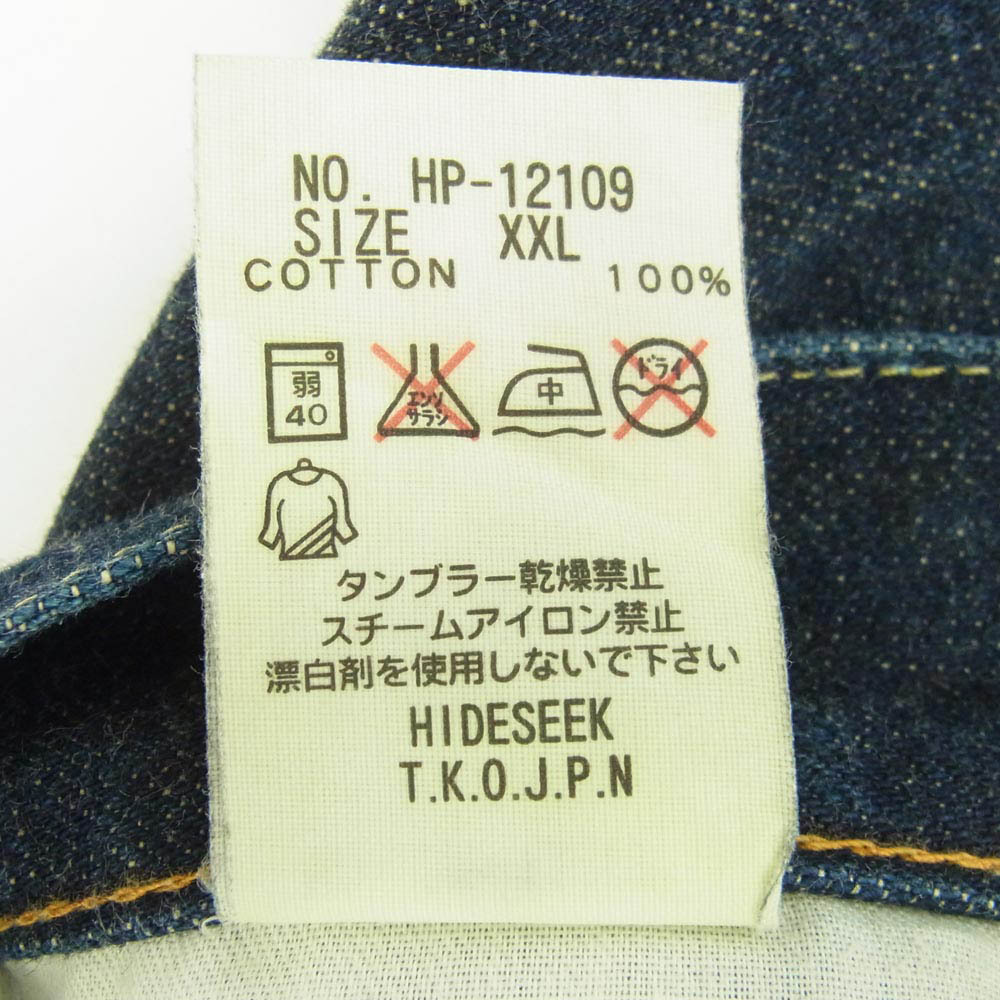 NO. HP-12109
SIZE XXL
COTTON 100%
弱
40
エンソ
サラシ
中
ドライ
タンブラー乾燥禁止
スチームアイロン禁止
漂白剤を使用しないで下さい
HIDESEEK
T.K.O.J.P.N